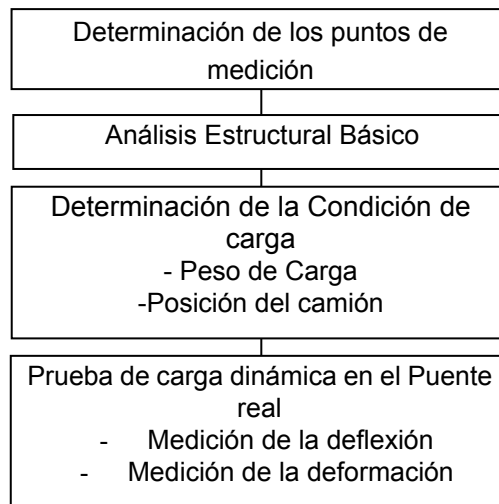 Determinación de los puntos de
medición
Análisis Estructural Básico
Determinación de la Condición de
carga
- Peso de Carga
-Posición del camión
Prueba de carga dinámica en el Puente
real
- Medición de la deflexión
- Medición de la deformación